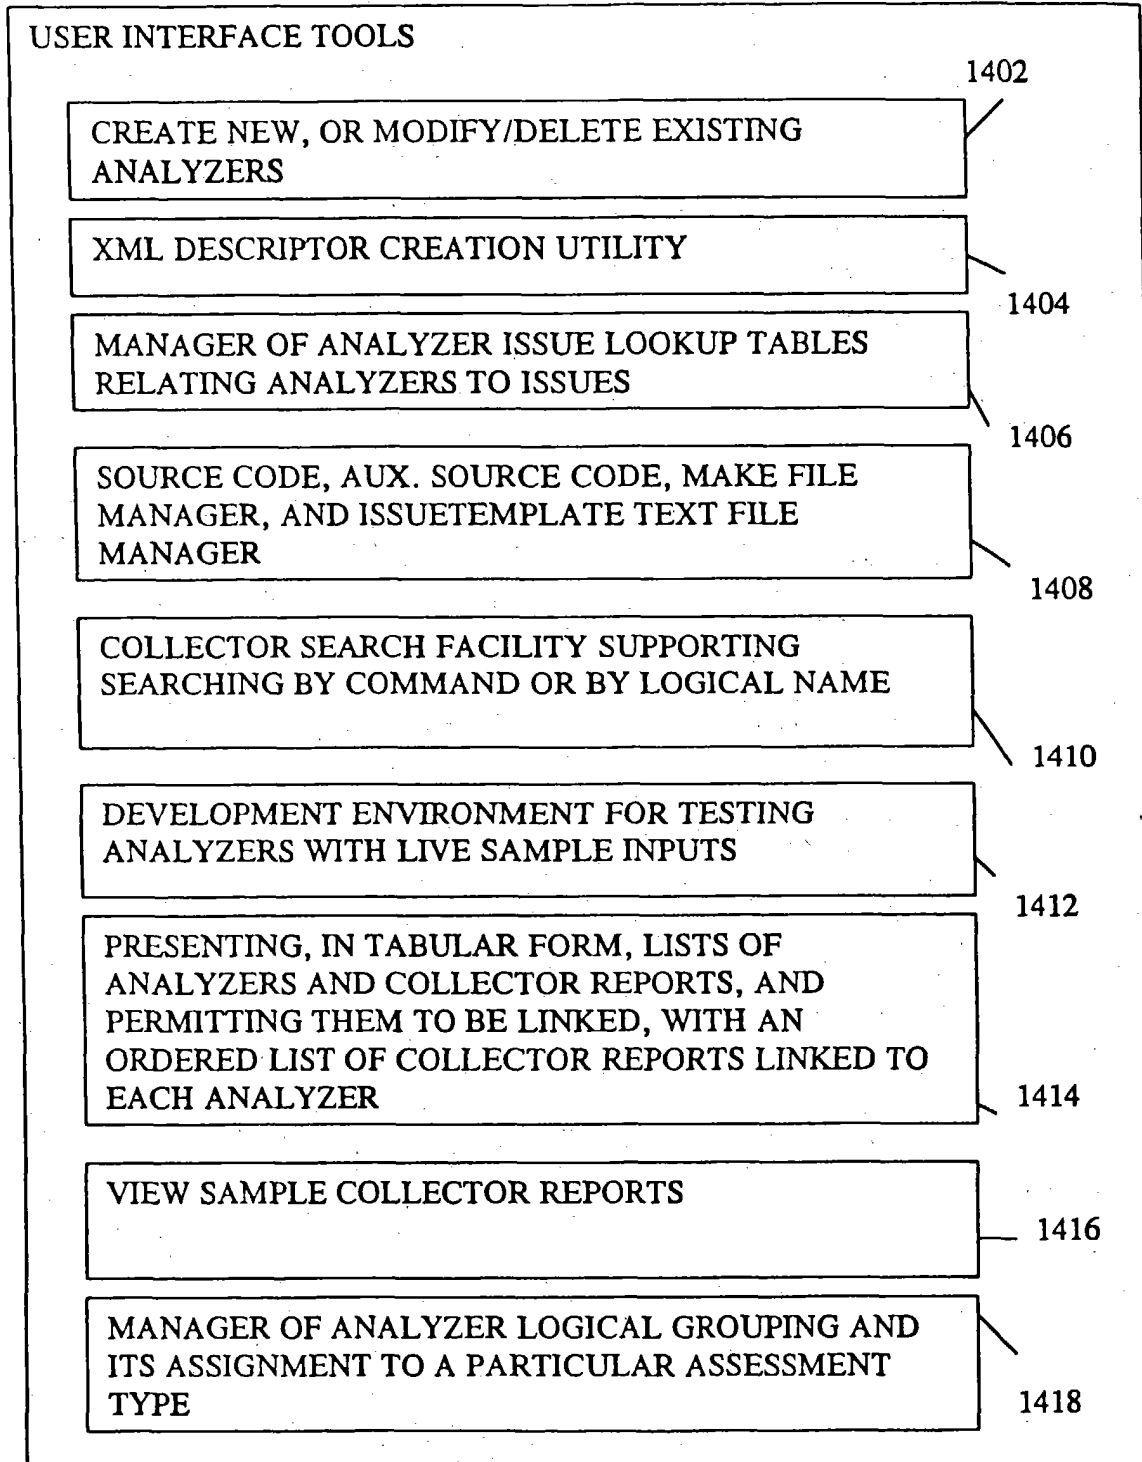 USER INTERFACE TOOLS
1402
CREATE NEW, OR MODIFY/DELETE EXISTING
ANALYZERS
XML DESCRIPTOR CREATION UTILITY
1404
MANAGER OF ANALYZER ISSUE LOOKUP TABLES
RELATING ANALYZERS TO ISSUES
1406
SOURCE CODE, AUX. SOURCE CODE, MAKE FILE
MANAGER, AND ISSUETEMPLATE TEXT FILE
MANAGER
1408
COLLECTOR SEARCH FACILITY SUPPORTING
SEARCHING BY COMMAND OR BY LOGICAL NAME
1410
DEVELOPMENT ENVIRONMENT FOR TESTING
ANALYZERS WITH LIVE SAMPLE INPUTS
1412
PRESENTING, IN TABULAR FORM, LISTS OF
ANALYZERS AND COLLECTOR REPORTS, AND
PERMITTING THEM TO BE LINKED, WITH AN
ORDERED LIST OF COLLECTOR REPORTS LINKED TO
EACH ANALYZER
1414
VIEW SAMPLE COLLECTOR REPORTS
1416
MANAGER OF ANALYZER LOGICAL GROUPING AND
ITS ASSIGNMENT TO A PARTICULAR ASSESSMENT
TYPE
1418